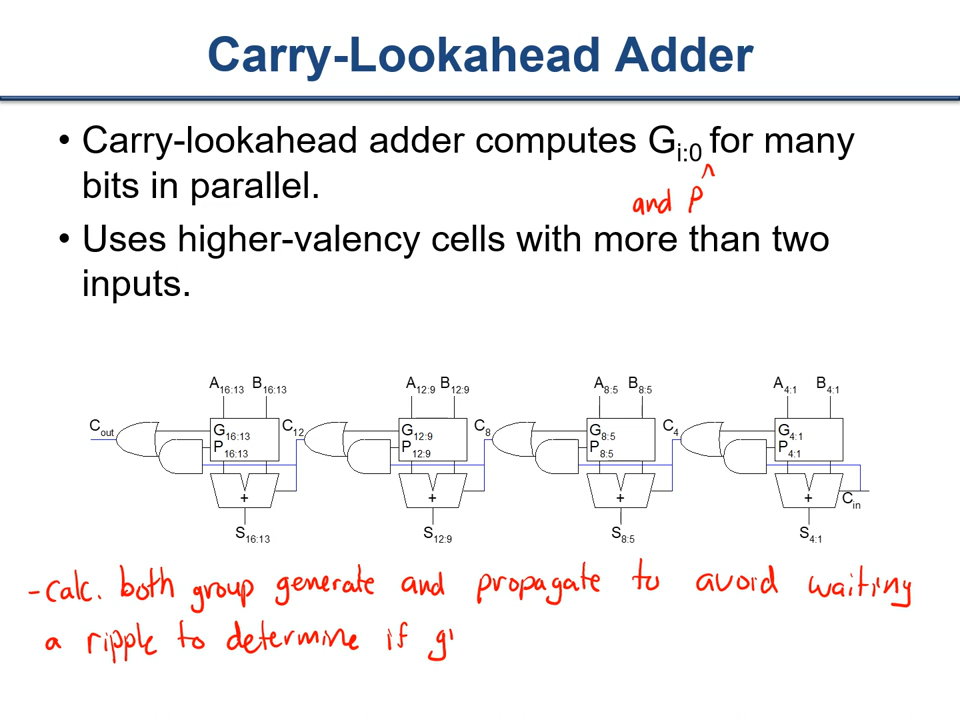 Carry-Lookahead Adder
• Carry-lookahead adder computes Gi:0 for many
and P ^
bits in parallel.
• Uses higher-valency cells with more than two
inputs.
A16:13 B16:13 A12:9 B12:9 A8:5 B8:5 A4:1 B4:1
Cout G16:13 C12 G12:9 C8 G8:5 C4 G4:1
P16:13 P12:9 P8:5 P4:1
+ + + + Cin
S16:13 S12:9 S8:5 S4:1
- calc. both group generate and propagate to avoid waiting
a ripple to determine if